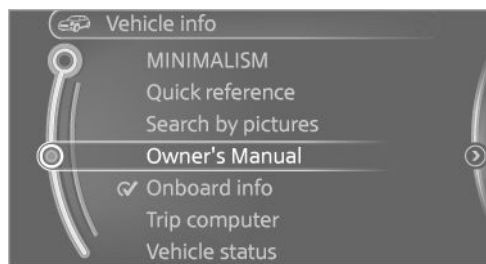 Vehicle info
MINIMALISM
Quick reference
Search by pictures
Owner's Manual
Onboard info
Trip computer
Vehicle status